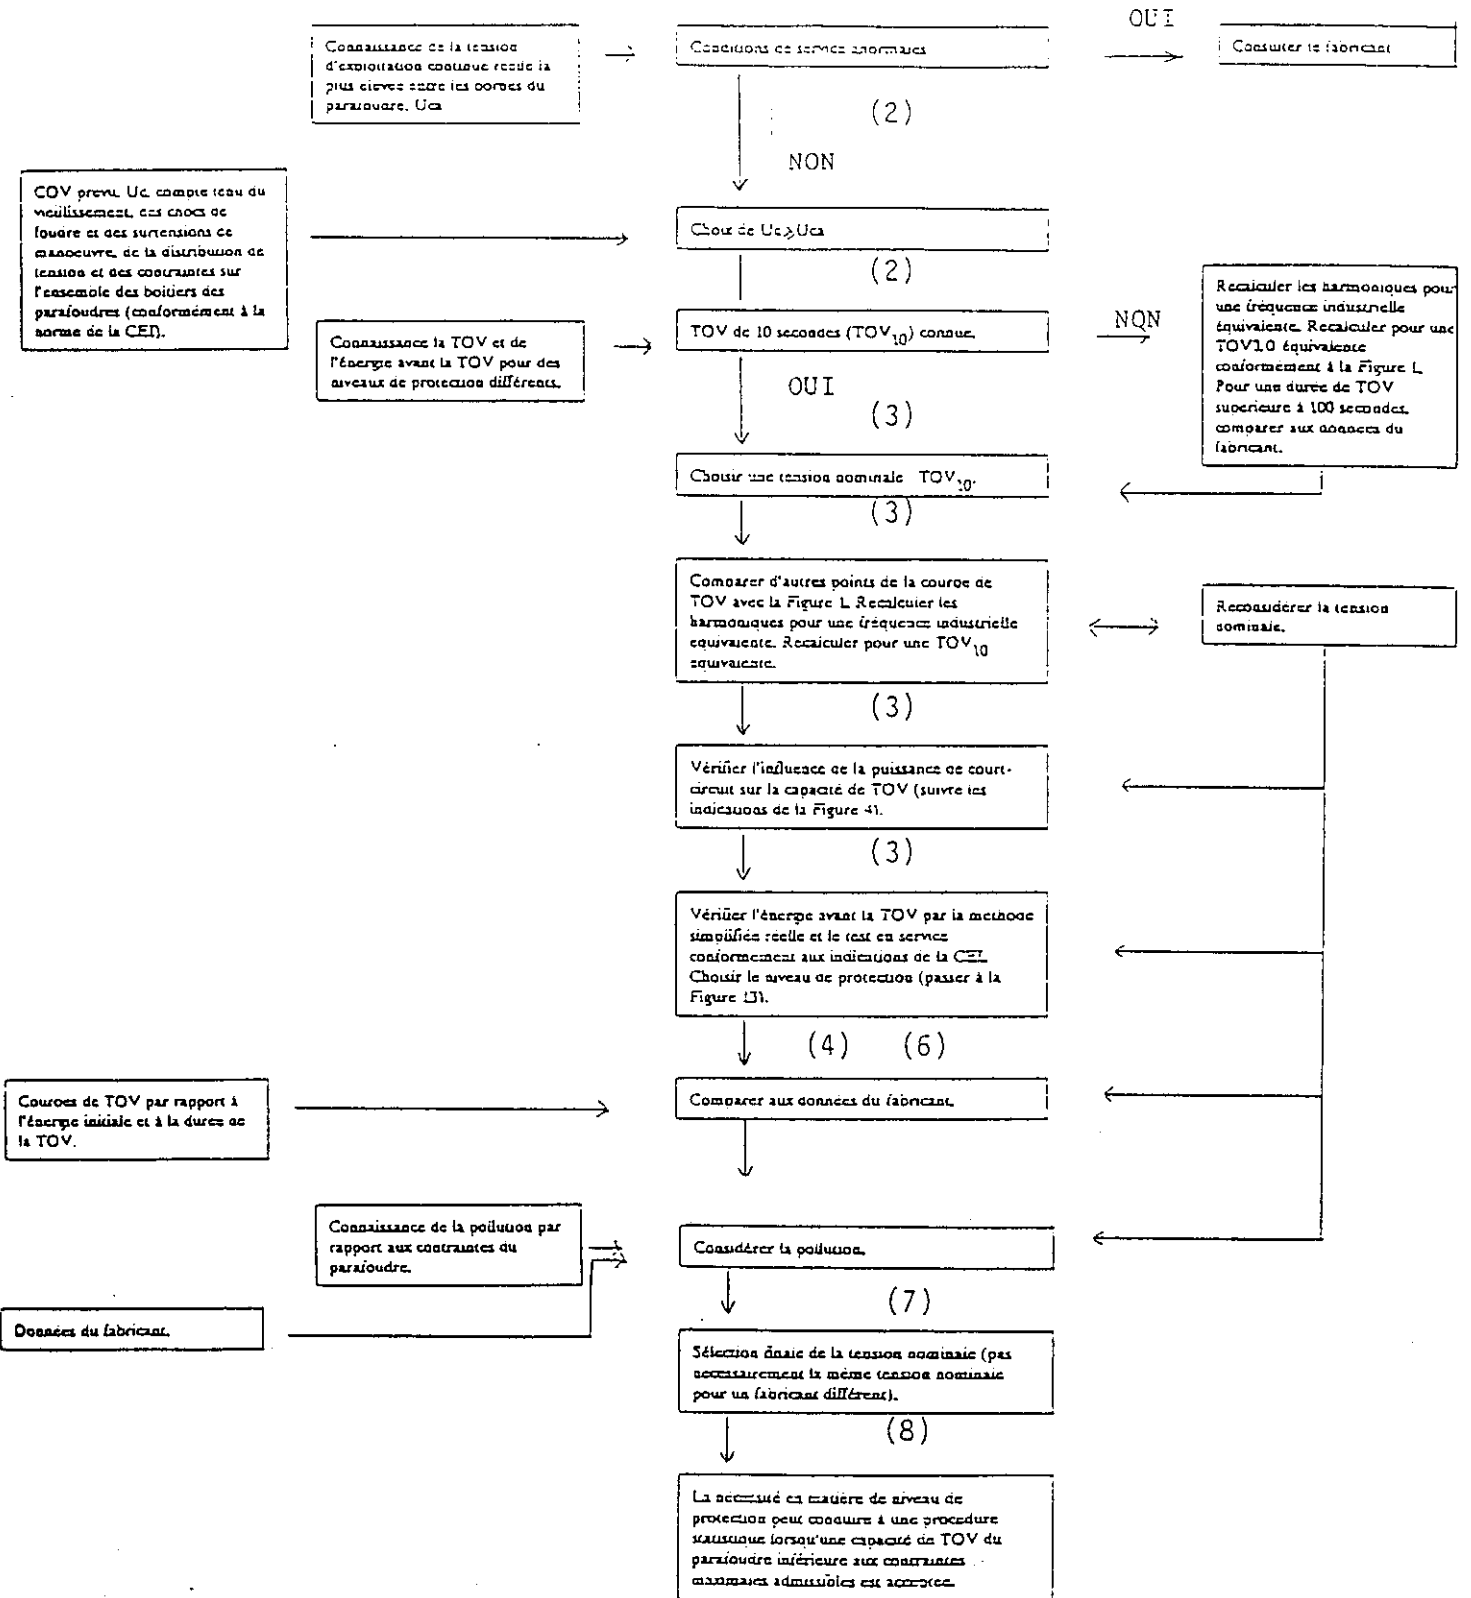 OUI
Connaissance de la tension
d'exploitation continue réelle la
plus élevée entre les bornes du
parafoudre, Uca
Conditions de service anormales
Consulter le fabricant
(2)
NON
COV prévu, Uc, compte tenu du
vieillissement, des chocs de
foudre et des surtensions de
manoeuvre, de la distribution de
tension et des contraintes sur
l'ensemble des boîtiers des
parafoudres (conformément à la
norme de la CEI).
Choix de Uc≥Uca
(2)
Connaissance la TOV et de
l'énergie avant la TOV pour des
niveaux de protection différents.
TOV de 10 secondes (TOV10) connue.
NON
Recalculer les harmoniques pour
une fréquence industrielle
équivalente. Recalculer pour une
TOV10 équivalente
conformément à la Figure 1.
Pour une durée de TOV
supérieure à 100 secondes,
comparer aux données du
fabricant.
OUI
(3)
Choisir une tension nominale TOV10.
(3)
Comparer d'autres points de la courbe de
TOV avec la Figure 1. Recalculer les
harmoniques pour une fréquence industrielle
équivalente. Recalculer pour une TOV10
équivalente.
Reconsidérer la tension
nominale.
(3)
Vérifier l'influence de la puissance de court-
circuit sur la capacité de TOV (suivre les
indications de la Figure 4).
(3)
Vérifier l'énergie avant la TOV par la méthode
simplifiée réelle et le test en service
conformément aux indications de la CEI.
Choisir le niveau de protection (passer à la
Figure 13).
(4) (6)
Courbes de TOV par rapport à
l'énergie initiale et à la durée de
la TOV.
Comparer aux données du fabricant.
Connaissance de la pollution par
rapport aux contraintes du
parafoudre.
Considérer la pollution.
(7)
Données du fabricant.
Sélection finale de la tension nominale (pas
nécessairement la même tension nominale
pour un fabricant différent).
(8)
La nécessité en matière de niveau de
protection peut conduire à une procédure
statistique lorsqu'une capacité de TOV du
parafoudre inférieure aux contraintes
maximales admissibles est acceptée.